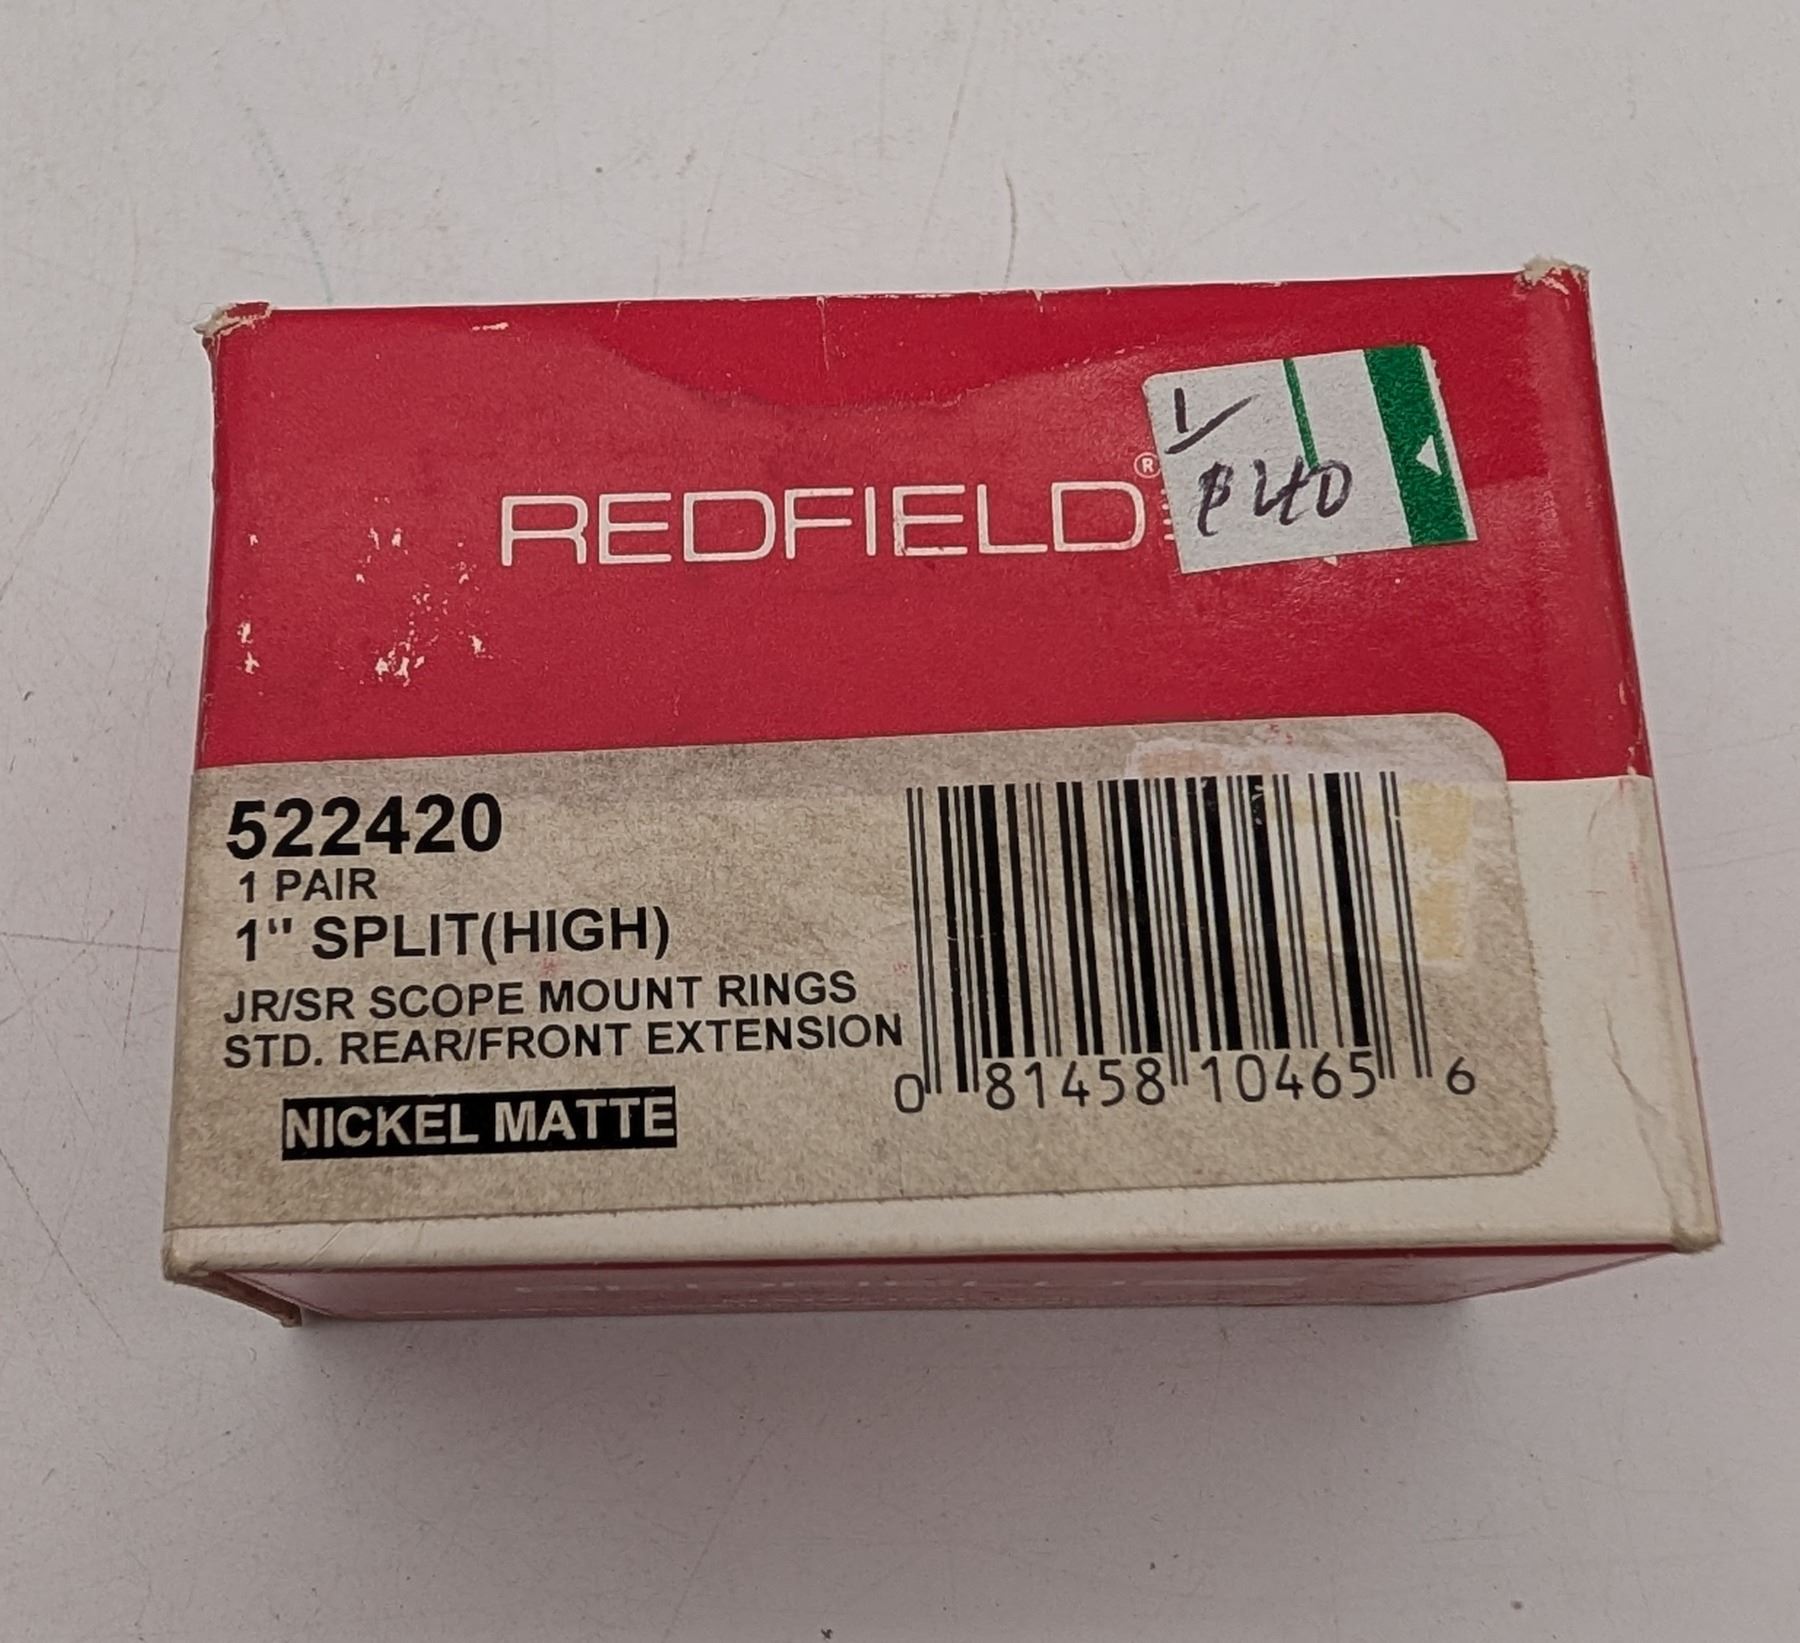 REDFIELD®
1/
$40
522420
1 PAIR
1" SPLIT(HIGH)
JR/SR SCOPE MOUNT RINGS
STD. REAR/FRONT EXTENSION
NICKEL MATTE
0 81458 10465 6